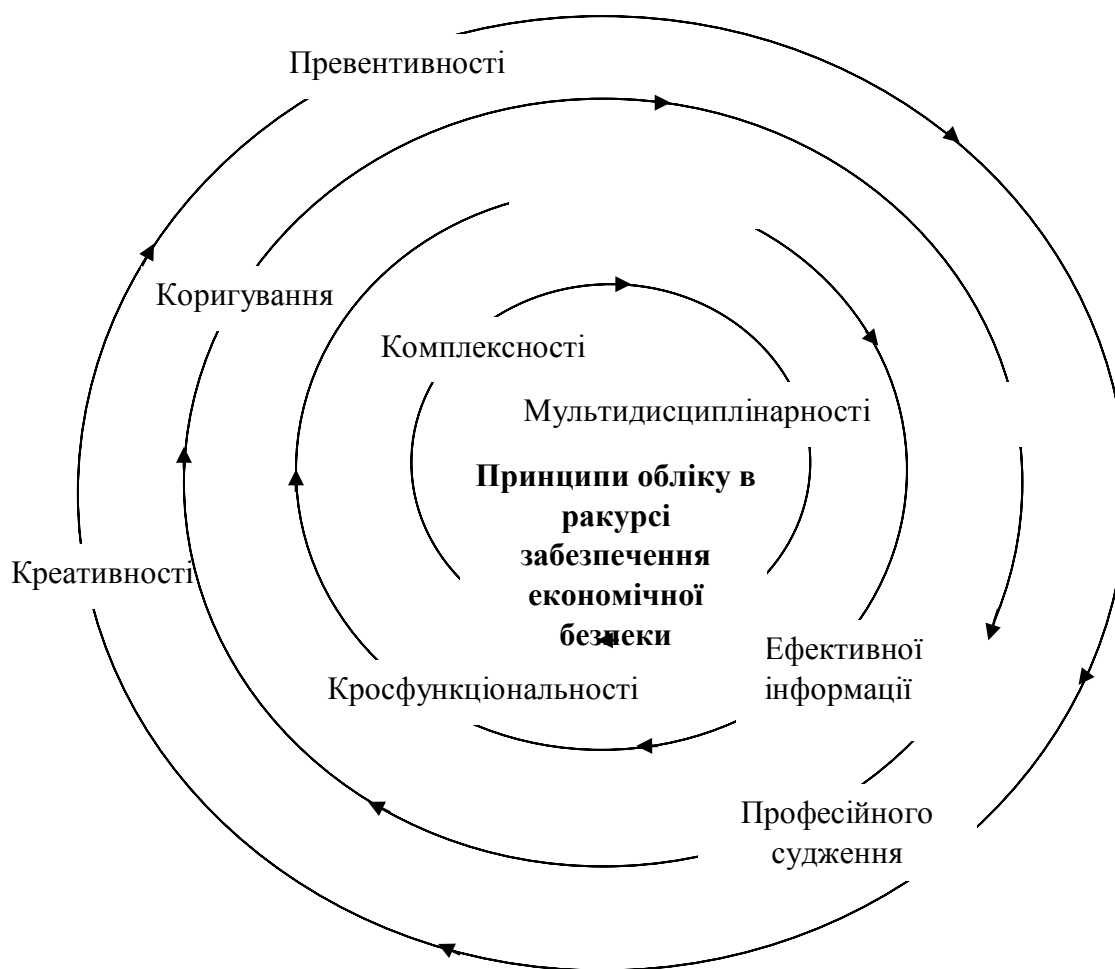 Превентивності
Коригування
Комплексності
Мультидисциплінарності
Принципи обліку в
ракурсі
забезпечення
економічної
безпеки
Креативності
Ефективної
інформації
Кросфункціональності
Професійного
судження